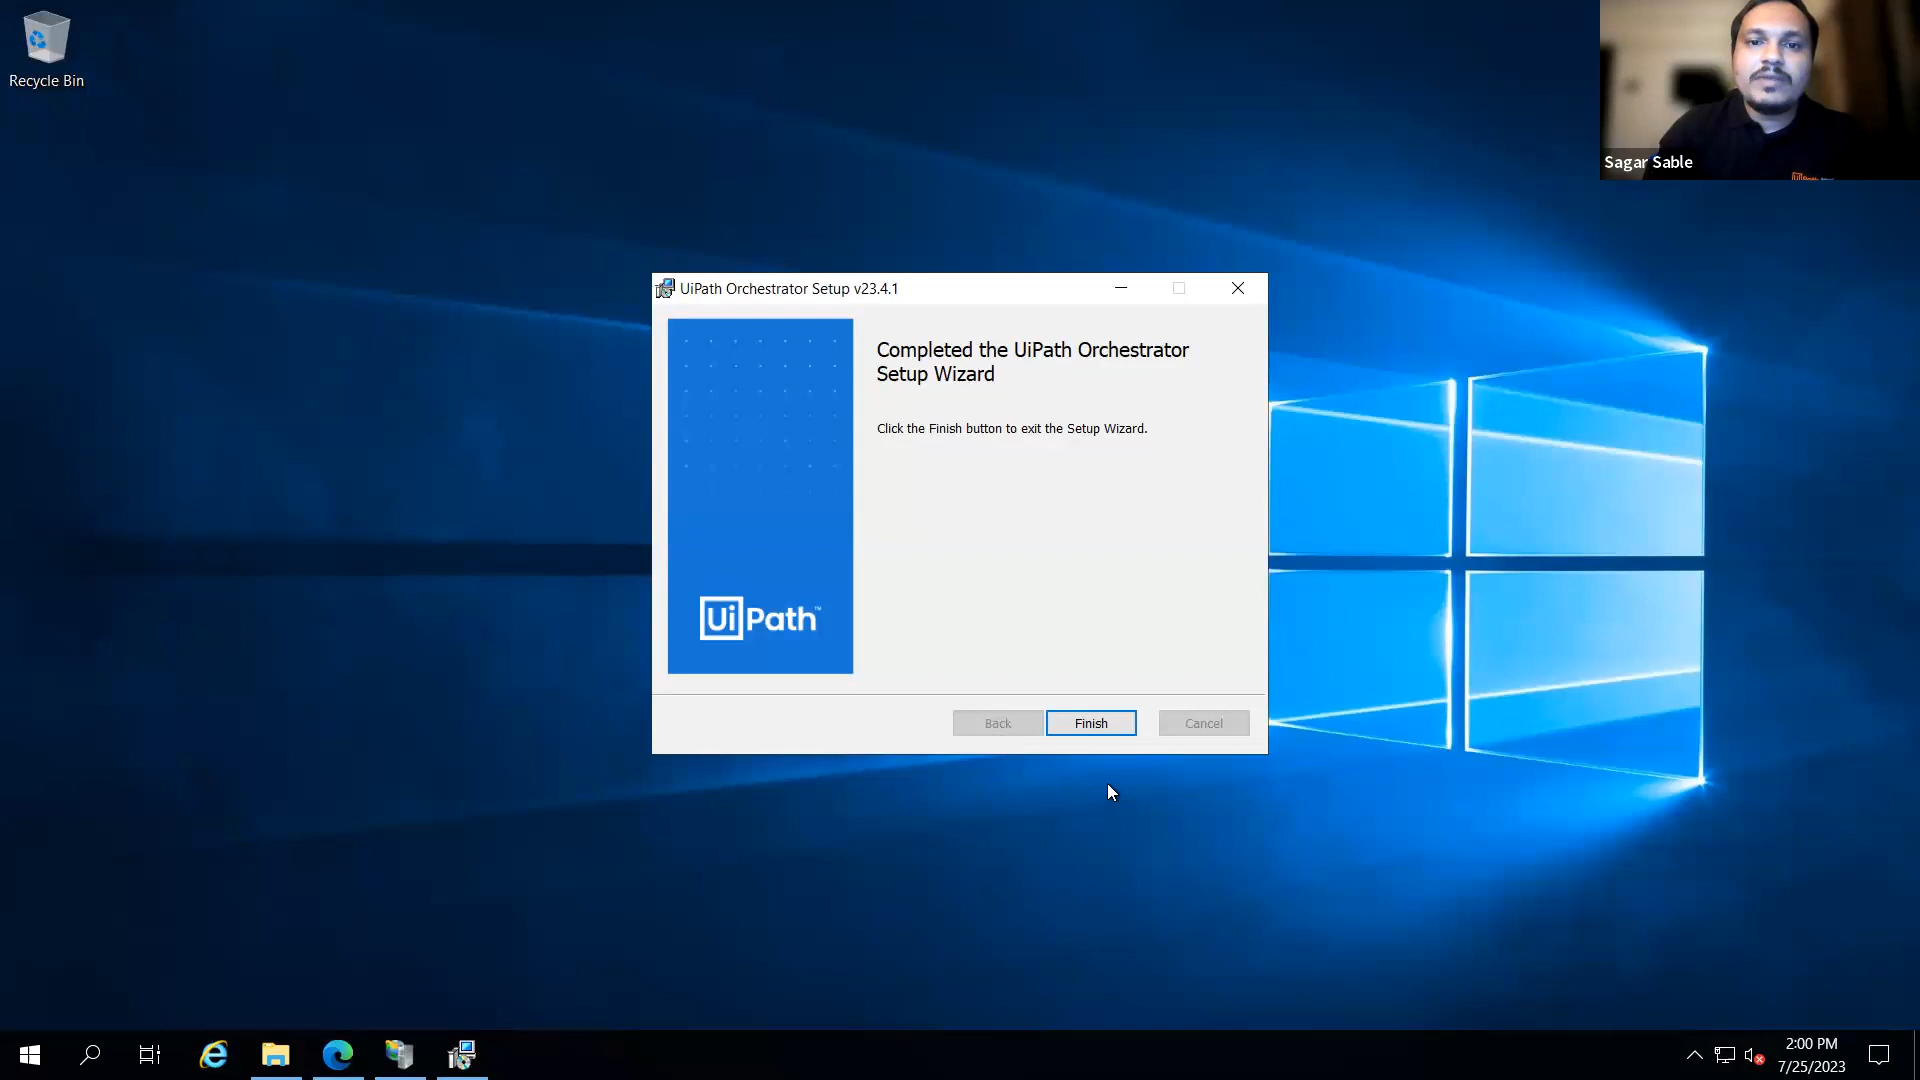 Recycle Bin
Sagar Sable
UiPath Orchestrator Setup v23.4.1
Completed the UiPath Orchestrator
Setup Wizard
Click the Finish button to exit the Setup Wizard.
UiPath™
Back
Finish
Cancel
2:00 PM
7/25/2023